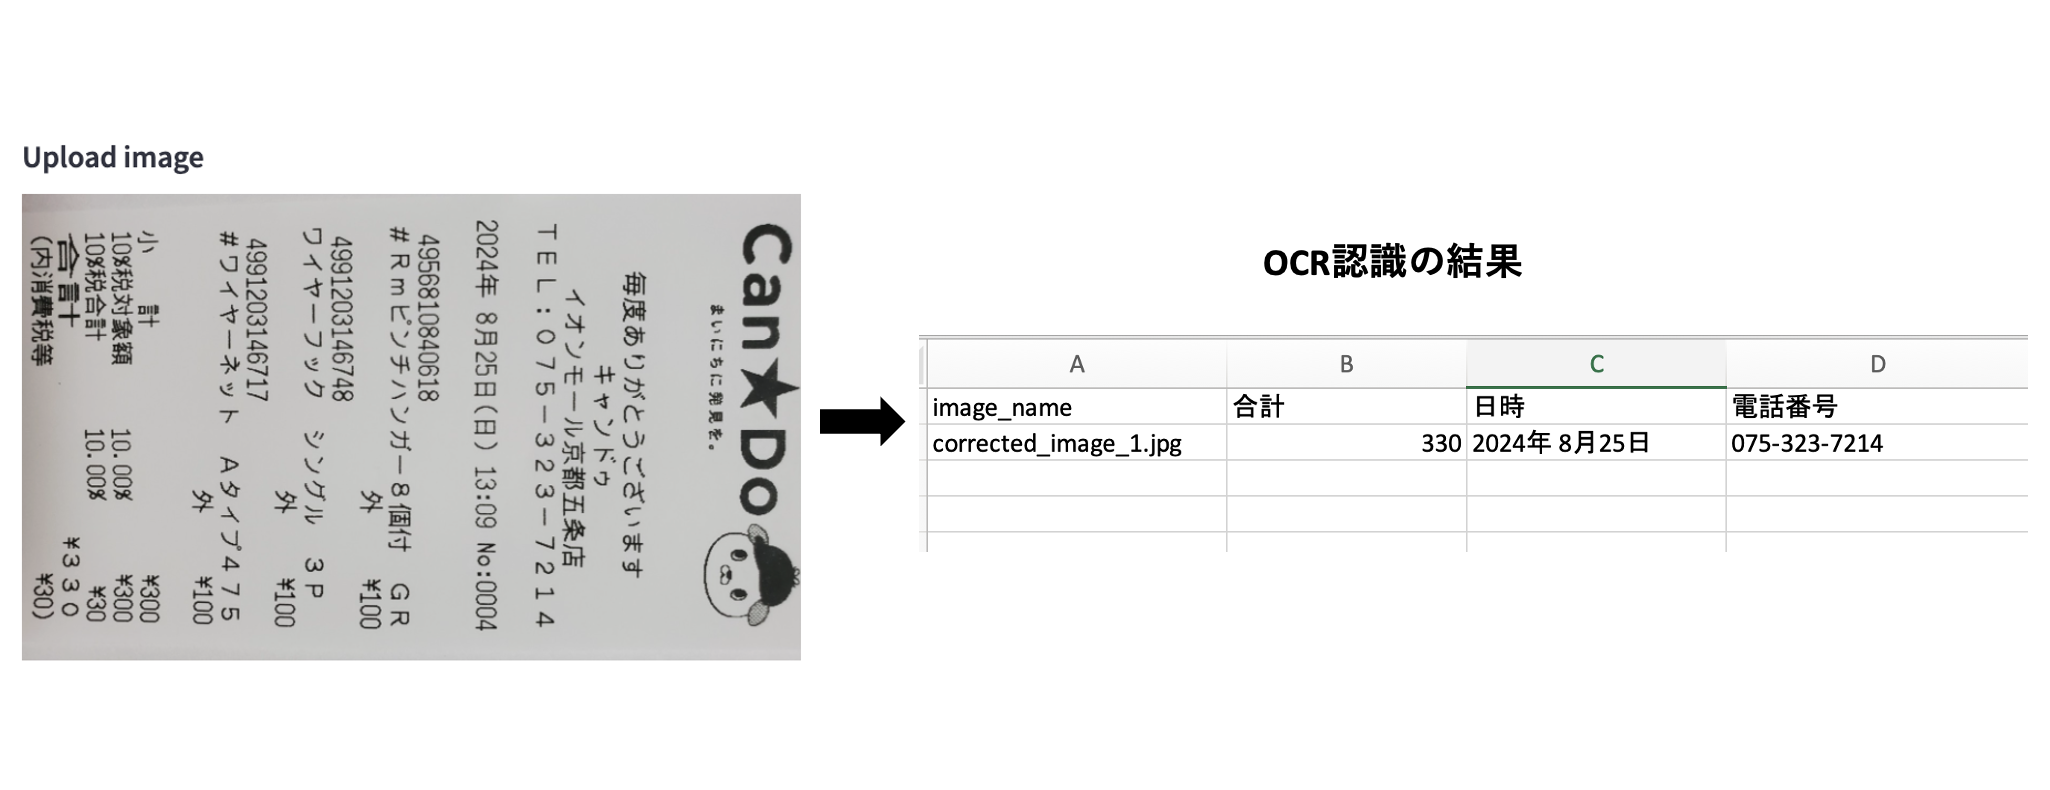 Upload image
Can★Do
まいにちに発見を。
毎度ありがとうございます
キャンドゥ
イオンモール京都五条店
ＴＥＬ：０７５－３２３－７２１４
2024年 8月25日(日) 13:09 No:0004
4956810840618
＃Ｒｍピンチハンガー８個付　ＧＲ
外　¥100
4991203146748
ワイヤーフック　シングル　３Ｐ
外　¥100
4991203146717
＃ワイヤーネット　Ａタイプ４７５
外　¥100
小　計　¥300
10%税対象額　10.00%　¥300
10%税合計　10.00%　¥30
合計　¥３３０
(内消費税等　¥30)
OCR認識の結果
A B C D
image_name 合計 日時 電話番号
corrected_image_1.jpg 330 2024年 8月25日 075-323-7214